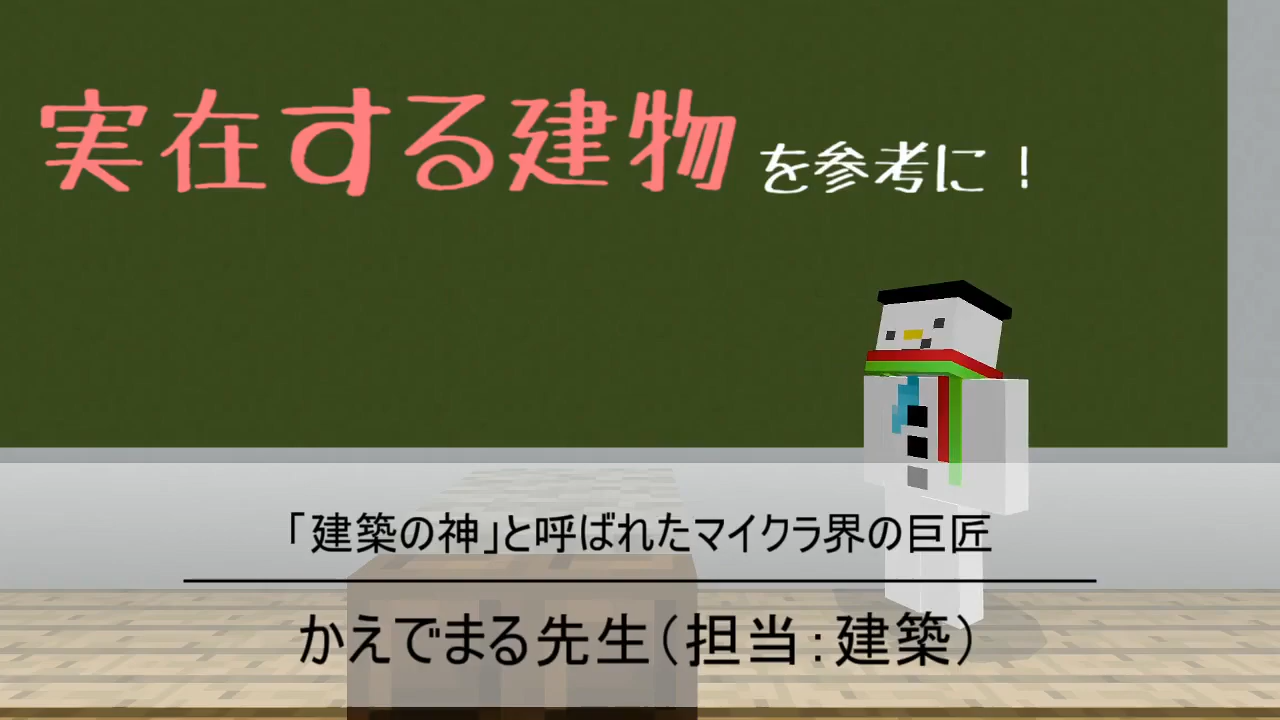 実在する建物を参考に!
「建築の神」と呼ばれたマイクラ界の巨匠
かえでまる先生(担当:建築)